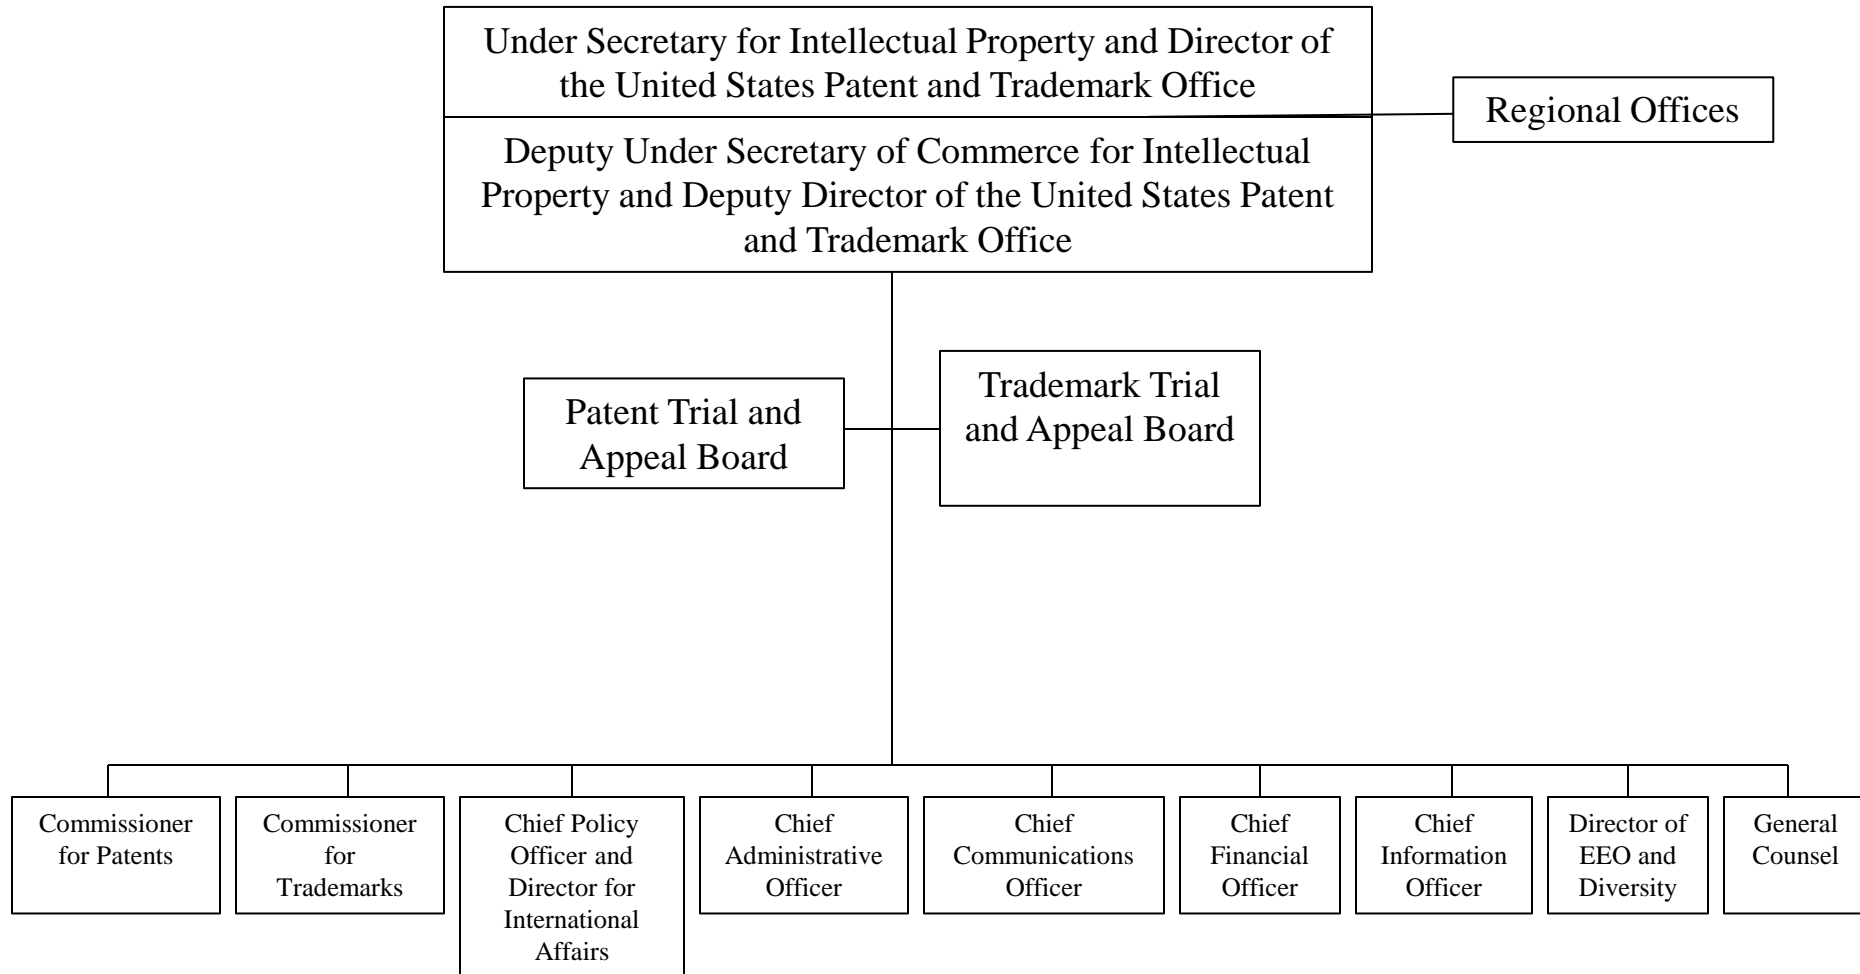 Under Secretary for Intellectual Property and Director of
the United States Patent and Trademark Office
Regional Offices
Deputy Under Secretary of Commerce for Intellectual
Property and Deputy Director of the United States Patent
and Trademark Office
Patent Trial and
Appeal Board
Trademark Trial
and Appeal Board
Commissioner
for Patents
Commissioner
for
Trademarks
Chief Policy
Officer and
Director for
International
Affairs
Chief
Administrative
Officer
Chief
Communications
Officer
Chief
Financial
Officer
Chief
Information
Officer
Director of
EEO and
Diversity
General
Counsel